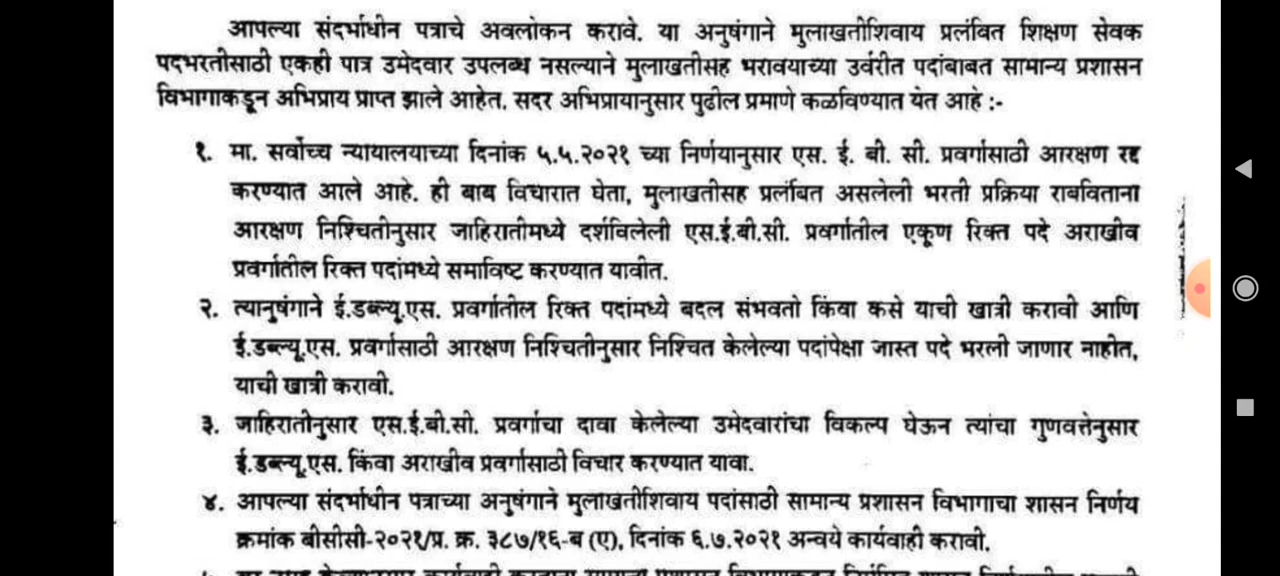 आपल्या संदर्भाधीन पत्राचे अवलोकन करावे. या अनुषंगाने मुलाखतीशिवाय प्रलंबित शिक्षण सेवक
पदभरतीसाठी एकही पात्र उमेदवार उपलब्ध नसल्याने मुलाखतीसह भरावयाच्या उर्वरीत पदांबाबत सामान्य प्रशासन
विभागाकडून अभिप्राय प्राप्त झाले आहेत. सदर अभिप्रायानुसार पुढील प्रमाणे कळविण्यात येत आहे :-
१. मा. सर्वोच्च न्यायालयाच्या दिनांक ५.५.२०२१ च्या निर्णयानुसार एस. ई. बी. सी. प्रवर्गासाठी आरक्षण रद्द
करण्यात आले आहे. ही बाब विचारात घेता, मुलाखतीसह प्रलंबित असलेली भरती प्रक्रिया राबविताना
आरक्षण निश्चितीनुसार जाहिरातीमध्ये दर्शविलेली एस.ई.बी.सी. प्रवर्गातील एकूण रिक्त पदे अराखीव
प्रवर्गातील रिक्त पदांमध्ये समाविष्ट करण्यात यावीत.
२. त्यानुषंगाने ई.डब्ल्यू.एस. प्रवर्गातील रिक्त पदांमध्ये बदल संभवतो किंवा कसे याची खात्री करावी आणि
ई.डब्ल्यू.एस. प्रवर्गासाठी आरक्षण निश्चितीनुसार निश्चित केलेल्या पदांपेक्षा जास्त पदे भरली जाणार नाहीत,
याची खात्री करावी.
३. जाहिरातीनुसार एस.ई.बी.सी. प्रवर्गाचा दावा केलेल्या उमेदवारांचा विकल्प घेऊन त्यांचा गुणवत्तेनुसार
ई.डब्ल्यू.एस. किंवा अराखीव प्रवर्गासाठी विचार करण्यात यावा.
४. आपल्या संदर्भाधीन पत्राच्या अनुषंगाने मुलाखतीशिवाय पदांसाठी सामान्य प्रशासन विभागाचा शासन निर्णय
क्रमांक बीसीसी-२०२१/प्र. क्र. ३८७/१६-ब (ए), दिनांक ६.७.२०२१ अन्वये कार्यवाही करावी.